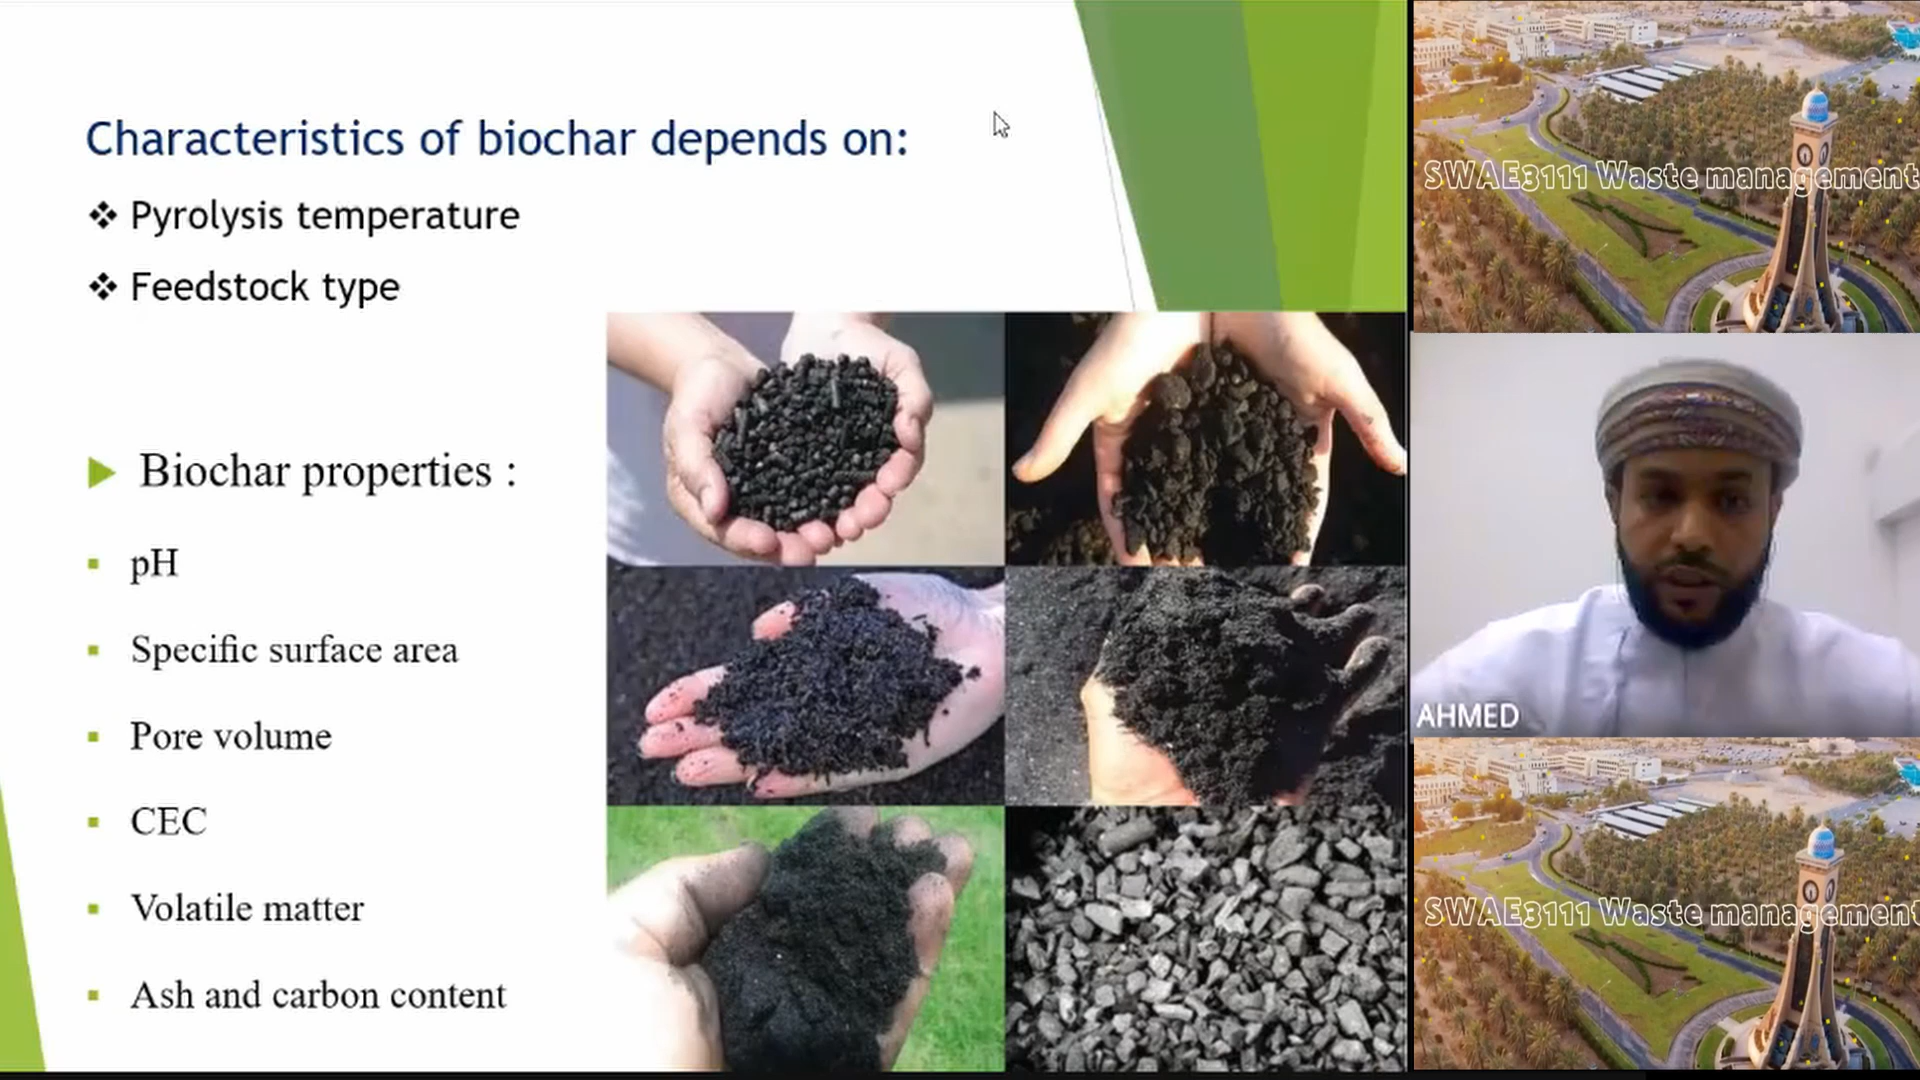 Characteristics of biochar depends on:
❖ Pyrolysis temperature
❖ Feedstock type
Biochar properties :
▪ pH
▪ Specific surface area
▪ Pore volume
▪ CEC
▪ Volatile matter
▪ Ash and carbon content
SWAE3111 Waste management
AHMED
SWAE3111 Waste management